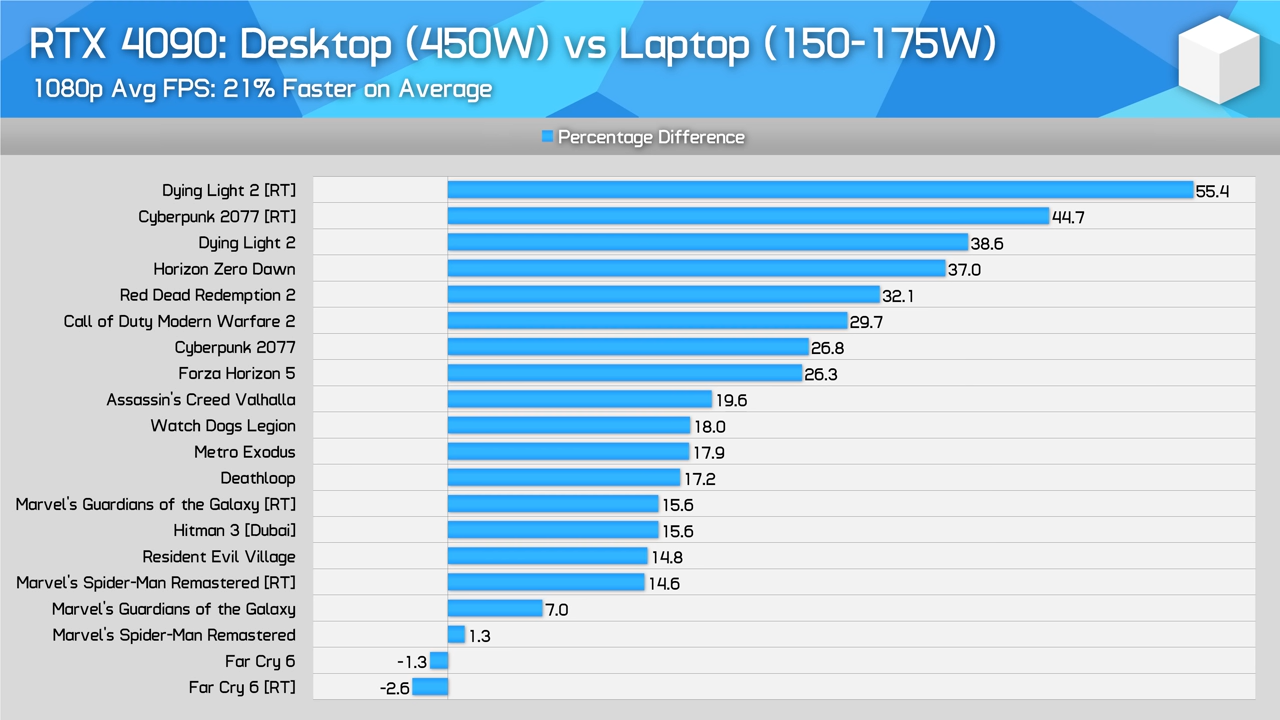 RTX 4090: Desktop (450W) vs Laptop (150-175W)
1080p Avg FPS: 21% Faster on Average
Percentage Difference
Dying Light 2 [RT] 55.4
Cyberpunk 2077 [RT] 44.7
Dying Light 2 38.6
Horizon Zero Dawn 37.0
Red Dead Redemption 2 32.1
Call of Duty Modern Warfare 2 29.7
Cyberpunk 2077 26.8
Forza Horizon 5 26.3
Assassin's Creed Valhalla 19.6
Watch Dogs Legion 18.0
Metro Exodus 17.9
Deathloop 17.2
Marvel's Guardians of the Galaxy [RT] 15.6
Hitman 3 [Dubai] 15.6
Resident Evil Village 14.8
Marvel's Spider-Man Remastered [RT] 14.6
Marvel's Guardians of the Galaxy 7.0
Marvel's Spider-Man Remastered 1.3
Far Cry 6 -1.3
Far Cry 6 [RT] -2.6